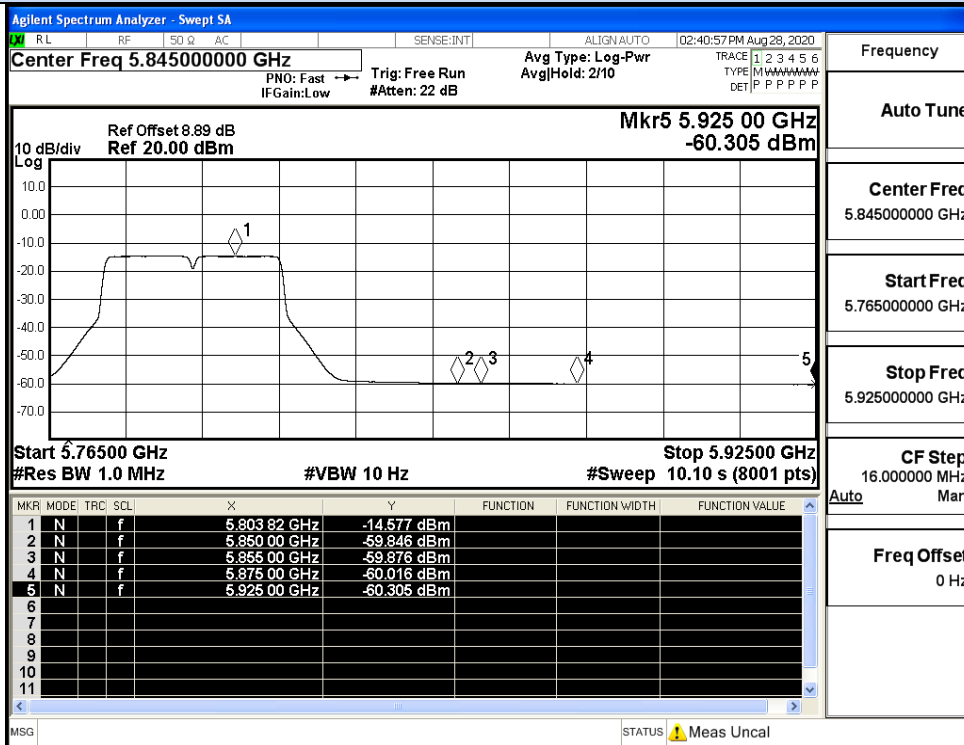 Agilent Spectrum Analyzer - Swept SA
LXI RL RF 50 Ω AC SENSE:INT ALIGN AUTO 02:40:57 PM Aug 28, 2020
Center Freq 5.845000000 GHz
PNO: Fast
IFGain:Low
Trig: Free Run
#Atten: 22 dB
Avg Type: Log-Pwr
Avg|Hold: 2/10
TRACE 1 2 3 4 5 6
TYPE M WWWWW
DET P P P P P P
Mkr5 5.925 00 GHz
-60.305 dBm
Ref Offset 8.89 dB
10 dB/div Ref 20.00 dBm
Log
10.0
0.00
-10.0
-20.0
-30.0
-40.0
-50.0
-60.0
-70.0
1
2 3 4 5
Start 5.76500 GHz Stop 5.92500 GHz
#Res BW 1.0 MHz #VBW 10 Hz #Sweep 10.10 s (8001 pts)
MKR MODE TRC SCL X Y FUNCTION FUNCTION WIDTH FUNCTION VALUE
1 N f 5.803 82 GHz -14.577 dBm
2 N f 5.850 00 GHz -59.846 dBm
3 N f 5.855 00 GHz -59.876 dBm
4 N f 5.875 00 GHz -60.016 dBm
5 N f 5.925 00 GHz -60.305 dBm
6
7
8
9
10
11
MSG STATUS Meas Uncal
Frequency
Auto Tune
Center Freq
5.845000000 GHz
Start Freq
5.765000000 GHz
Stop Freq
5.925000000 GHz
CF Step
16.000000 MHz
Auto Man
Freq Offset
0 Hz